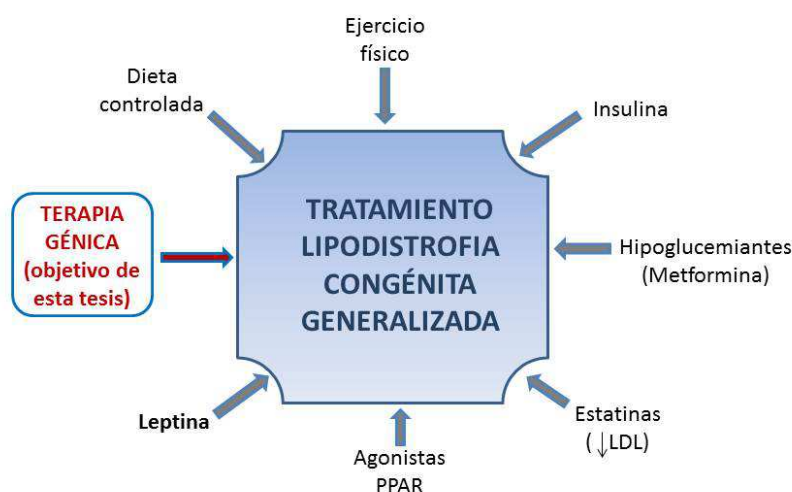 Ejercicio
físico
Dieta
controlada
Insulina
TERAPIA
GÉNICA
(objetivo de
esta tesis)
TRATAMIENTO
LIPODISTROFIA
CONGÉNITA
GENERALIZADA
Hipoglucemiantes
(Metformina)
Leptina
Agonistas
PPAR
Estatinas
(↓LDL)